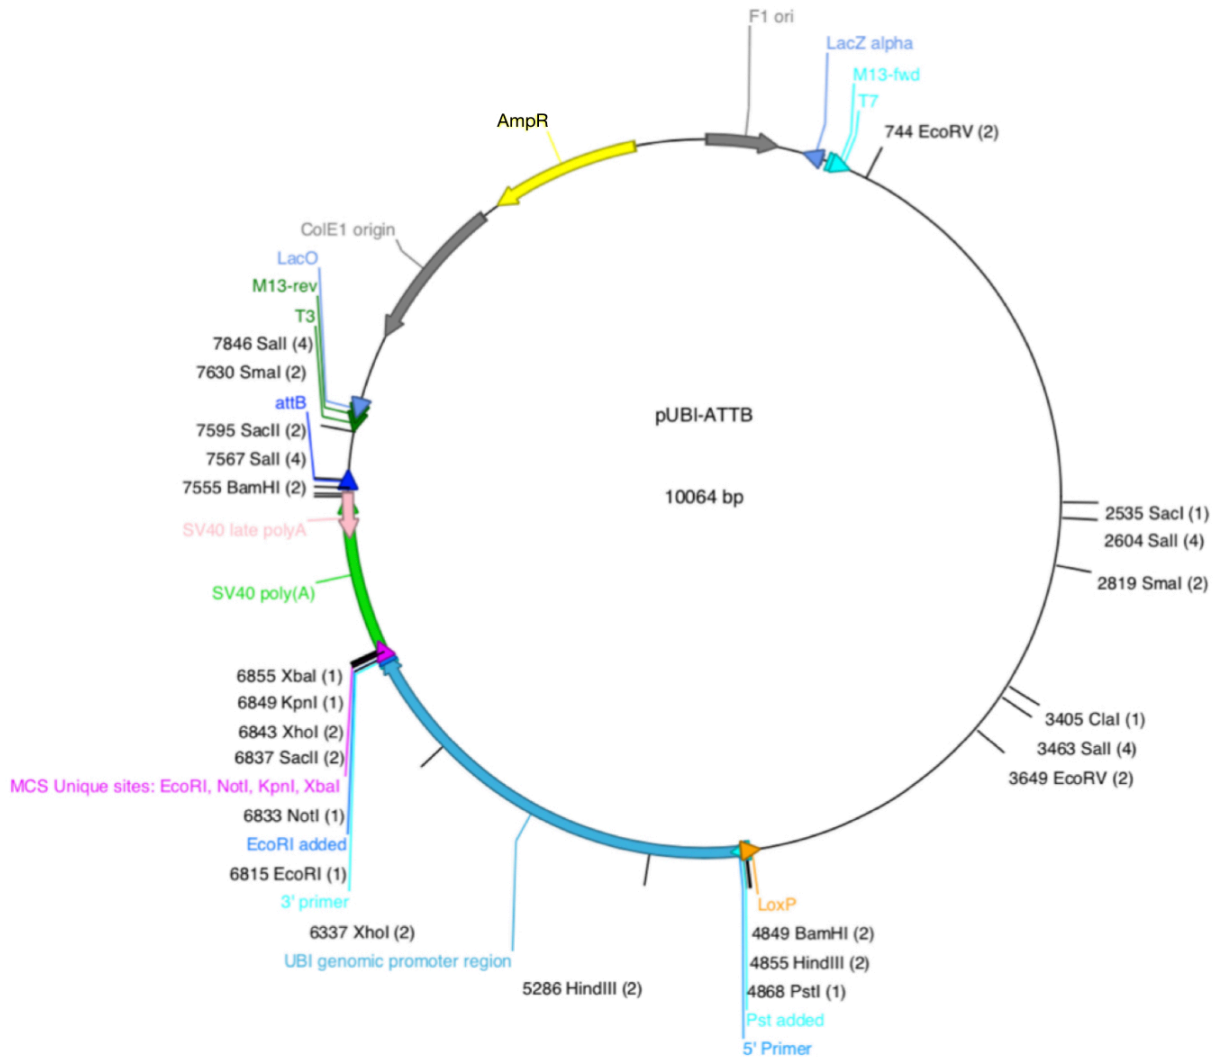 F1 ori
LacZ alpha
M13-fwd
T7
744 EcoRV (2)
AmpR
ColE1 origin
LacO
M13-rev
T3
7846 SalI (4)
7630 SmaI (2)
attB
7595 SacII (2)
7567 SalI (4)
7555 BamHI (2)
SV40 late polyA
SV40 poly(A)
pUBI-ATTB
10064 bp
2535 SacI (1)
2604 SalI (4)
2819 SmaI (2)
3405 ClaI (1)
3463 SalI (4)
3649 EcoRV (2)
6855 XbaI (1)
6849 KpnI (1)
6843 XhoI (2)
6837 SacII (2)
MCS Unique sites: EcoRI, NotI, KpnI, XbaI
6833 NotI (1)
EcoRI added
6815 EcoRI (1)
3' primer
6337 XhoI (2)
UBI genomic promoter region
5286 HindIII (2)
LoxP
4849 BamHI (2)
4855 HindIII (2)
4868 PstI (1)
Pst added
5' Primer